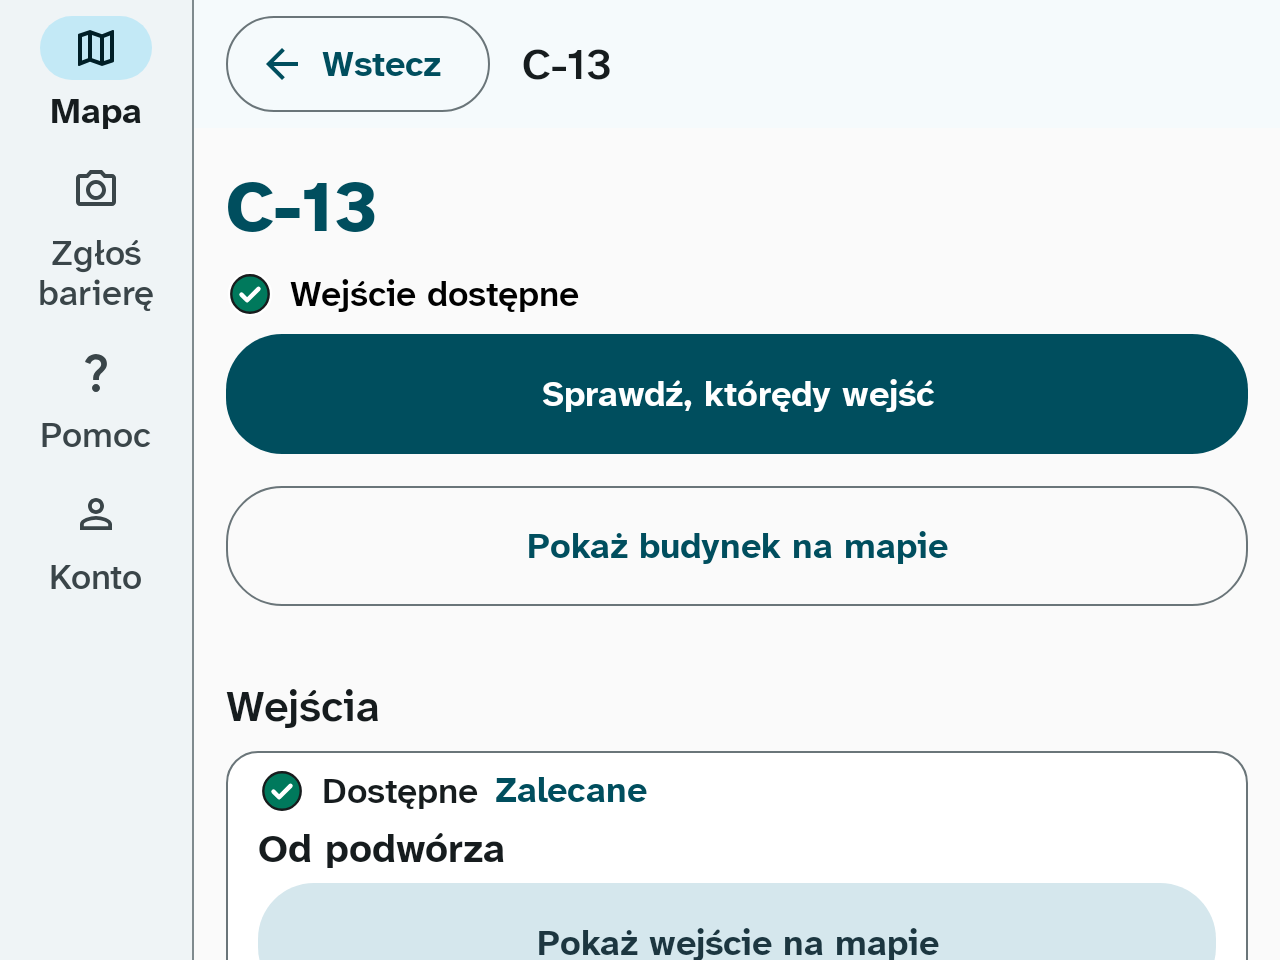 Mapa
Zgłoś
barierę
Pomoc
Konto
Wstecz
C-13
C-13
Wejście dostępne
Sprawdź, którędy wejść
Pokaż budynek na mapie
Wejścia
Dostępne Zalecane
Od podwórza
Pokaż wejście na mapie